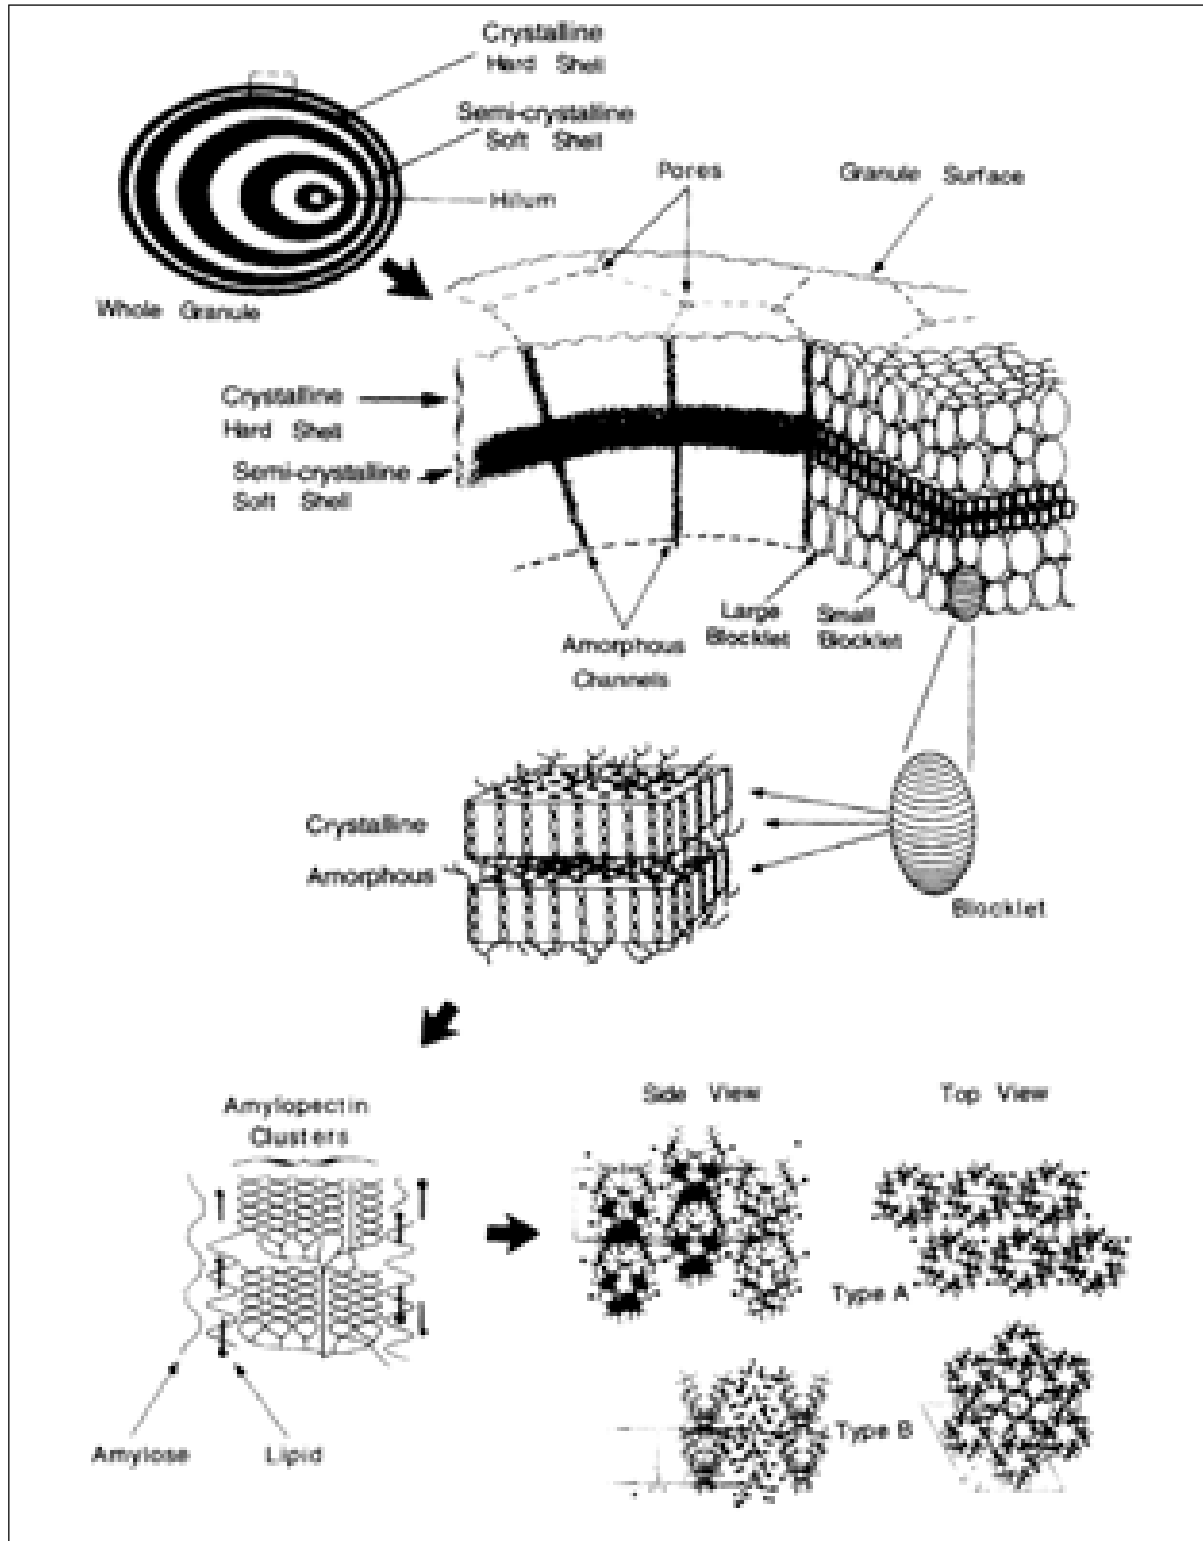 Crystalline
Hard Shell
Semi-crystalline
Soft Shell
Hilum
Whole Granule
Pores
Granule Surface
Crystalline
Hard Shell
Semi-crystalline
Soft Shell
Amorphous
Channels
Large
Blocklet
Small
Blocklet
Crystalline
Amorphous
Blocklet
Amylopectin
Clusters
Amylose
Lipid
Side View
Top View
Type A
Type B